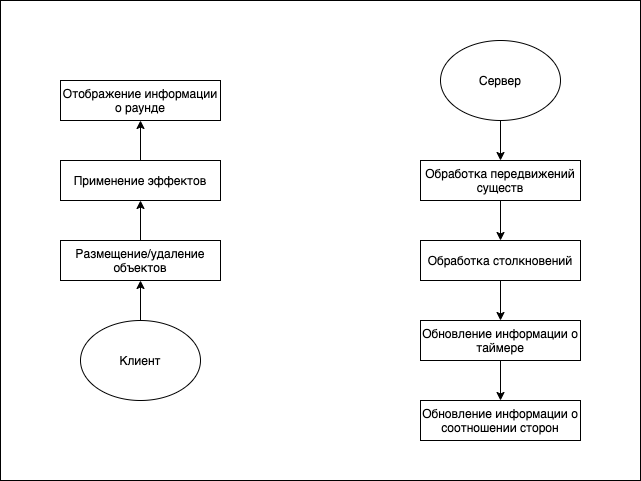 Отображение информации
о раунде
Применение эффектов
Размещение/удаление
объектов
Клиент
Сервер
Обработка передвижений
существ
Обработка столкновений
Обновление информации о
таймере
Обновление информации о
соотношении сторон